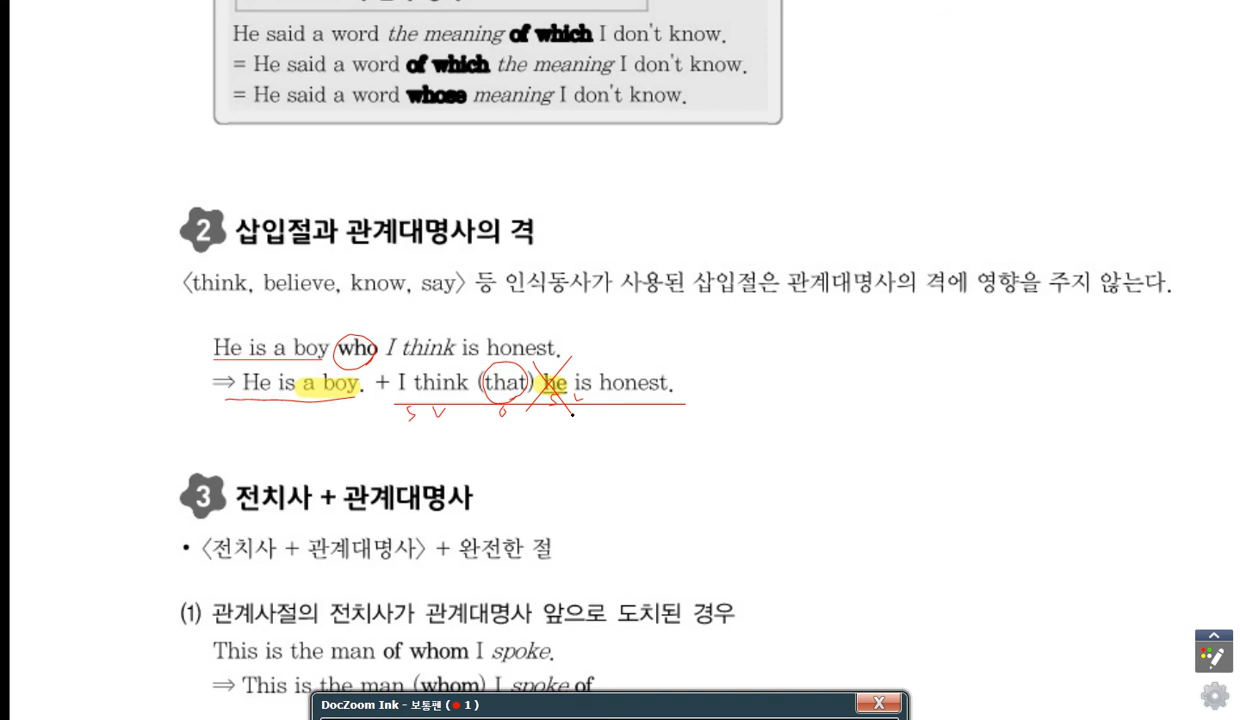 He said a word the meaning of which I don't know.
= He said a word of which the meaning I don't know.
= He said a word whose meaning I don't know.
2 삽입절과 관계대명사의 격
〈think, believe, know, say〉 등 인식동사가 사용된 삽입절은 관계대명사의 격에 영향을 주지 않는다.
He is a boy who I think is honest.
⇒ He is a boy. + I think (that) he is honest.
S V O S
3 전치사 + 관계대명사
• 〈전치사 + 관계대명사〉 + 완전한 절
(1) 관계사절의 전치사가 관계대명사 앞으로 도치된 경우
This is the man of whom I spoke.
⇒ This is the man (whom) I spoke of
DocZoom Ink - 보통펜 ( 1 )
X